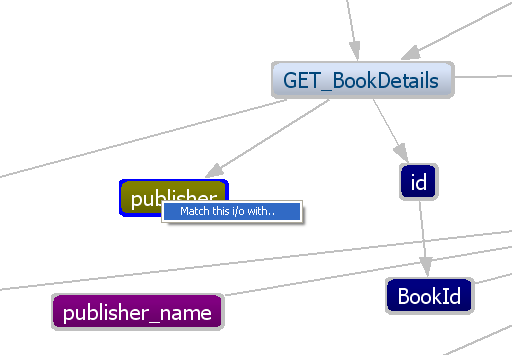 GET_BookDetails
id
publisher
Match this i/o with..
BookId
publisher_name